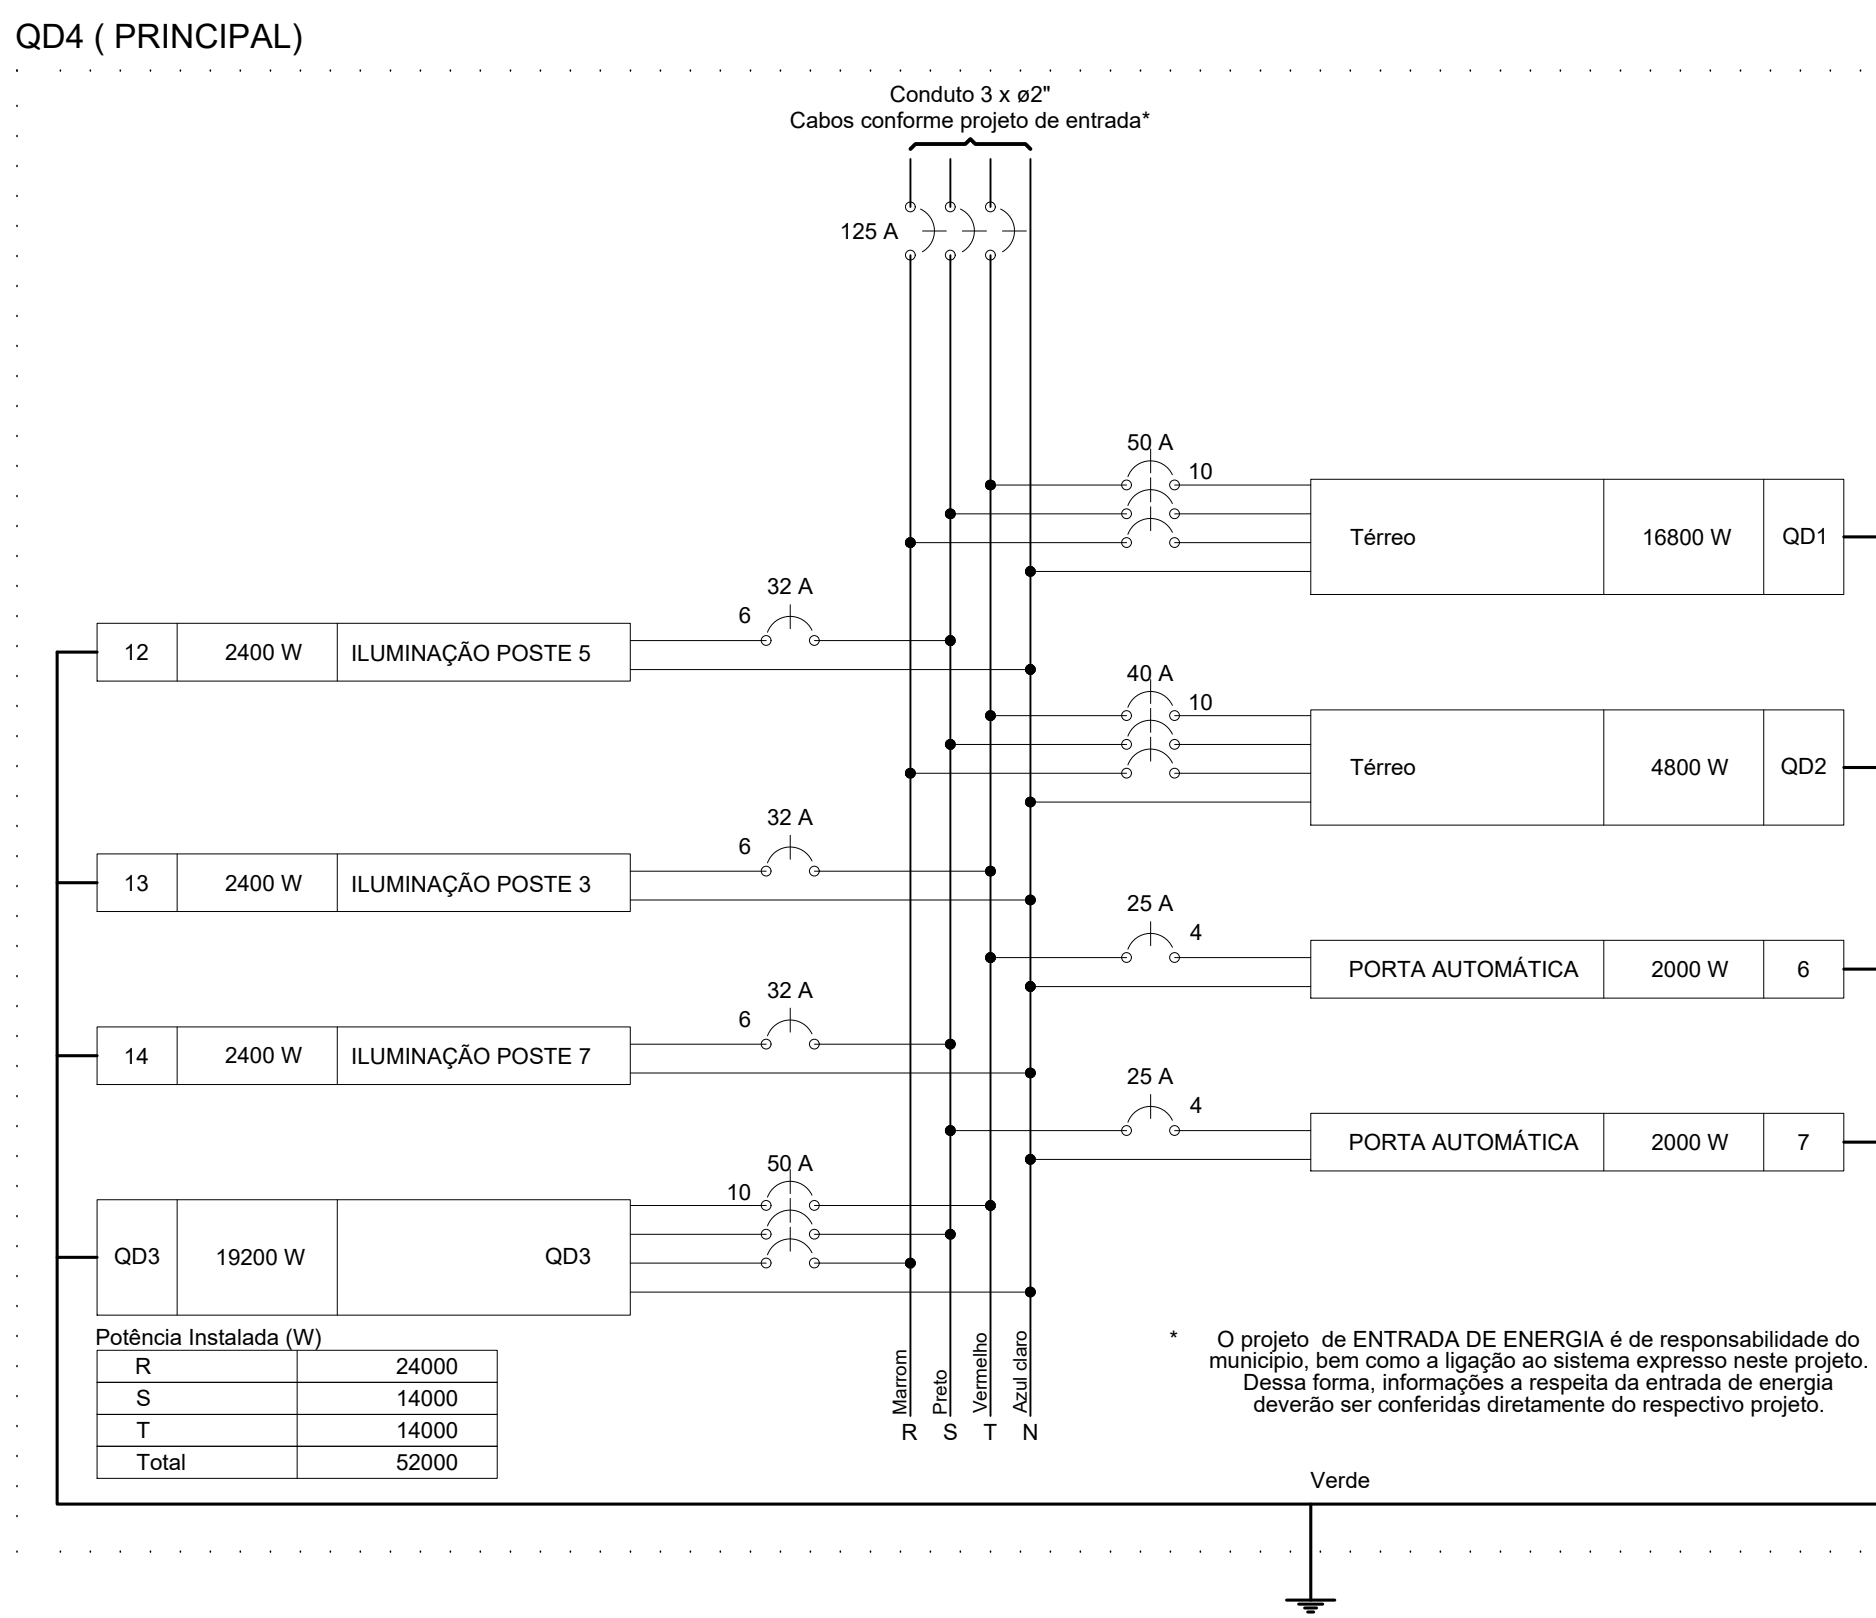 QD4 ( PRINCIPAL)
Conduto 3 x ø2"
Cabos conforme projeto de entrada*
125 A
50 A
10
Térreo 16800 W QD1
32 A
6
12 2400 W ILUMINAÇÃO POSTE 5
40 A
10
Térreo 4800 W QD2
32 A
6
13 2400 W ILUMINAÇÃO POSTE 3
25 A
4
PORTA AUTOMÁTICA 2000 W 6
32 A
6
14 2400 W ILUMINAÇÃO POSTE 7
25 A
4
PORTA AUTOMÁTICA 2000 W 7
50 A
10
QD3 19200 W QD3
Potência Instalada (W)
R 24000
S 14000
T 14000
Total 52000
Marrom
Preto
Vermelho
Azul claro
R S T N
* O projeto de ENTRADA DE ENERGIA é de responsabilidade do
municipio, bem como a ligação ao sistema expresso neste projeto.
Dessa forma, informações a respeita da entrada de energia
deverão ser conferidas diretamente do respectivo projeto.
Verde